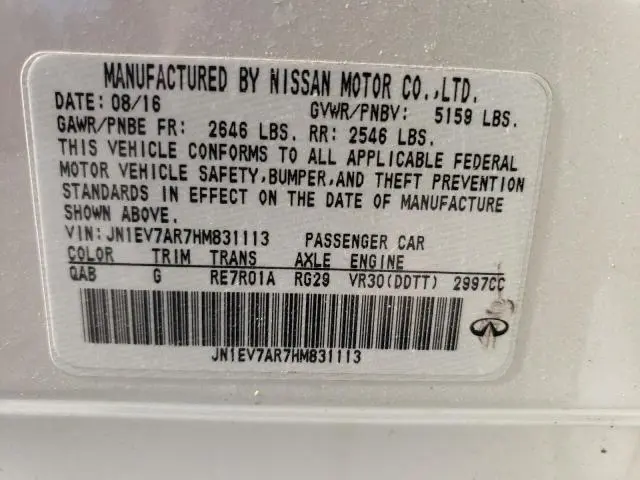 MANUFACTURED BY NISSAN MOTOR CO.,LTD.
DATE: 08/16 GVWR/PNBV: 5159 LBS.
GAWR/PNBE FR: 2646 LBS. RR: 2546 LBS.
THIS VEHICLE CONFORMS TO ALL APPLICABLE FEDERAL
MOTOR VEHICLE SAFETY,BUMPER,AND THEFT PREVENTION
STANDARDS IN EFFECT ON THE DATE OF MANUFACTURE
SHOWN ABOVE.
VIN: JN1EV7AR7HM831113 PASSENGER CAR
COLOR TRIM TRANS AXLE ENGINE
QAB G RE7R01A RG29 VR30(DDTT) 2997CC
JN1EV7AR7HM831113